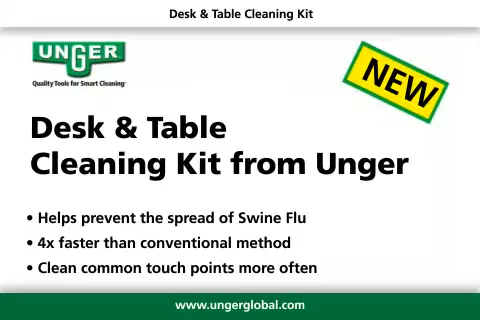 Desk & Table Cleaning Kit
UNGER
Quality Tools for Smart Cleaning
NEW
Desk & Table
Cleaning Kit from Unger
• Helps prevent the spread of Swine Flu
• 4x faster than conventional method
• Clean common touch points more often
www.ungerglobal.com